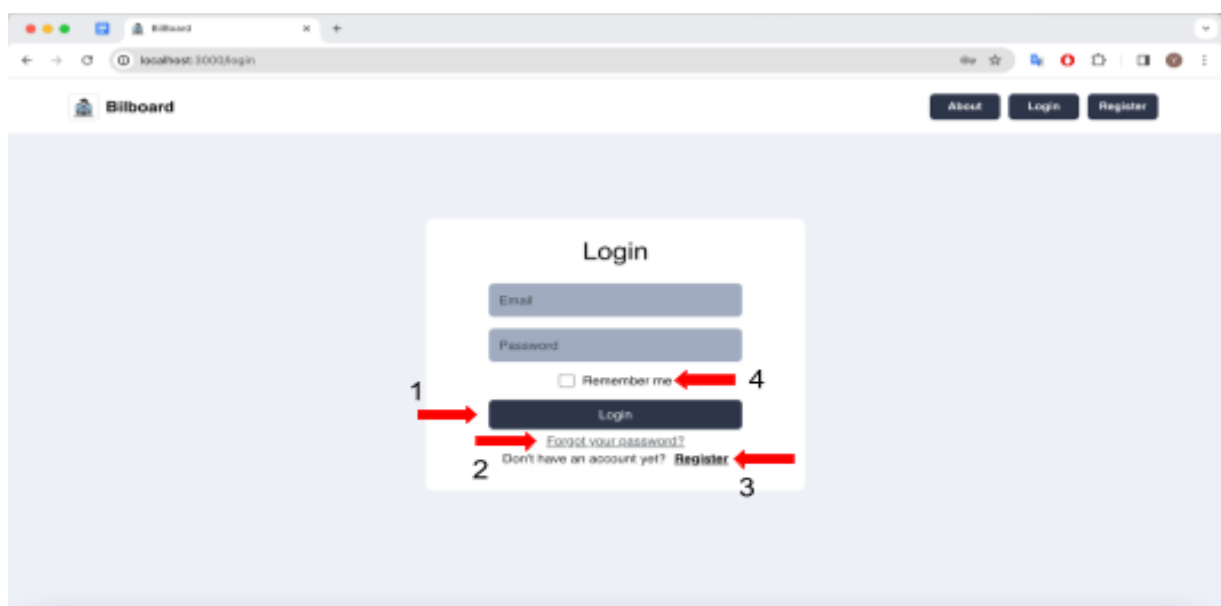 Bilboard
localhost:3000/login
Bilboard
About Login Register
Login
Email
Password
Remember me 4
1
Login
Forgot your password?
2
Don't have an account yet? Register
3